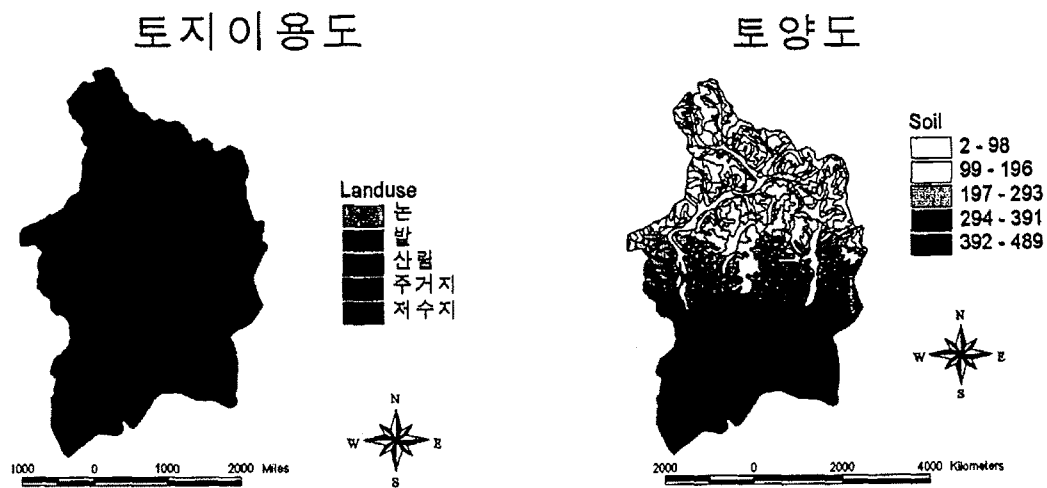 토지이용도
Landuse
논
밭
산림
주거지
저수지
N
W E
S
1000 0 1000 2000 Miles
토양도
Soil
2 - 98
99 - 196
197 - 293
294 - 391
392 - 489
N
W E
S
2000 0 2000 4000 Kilometers